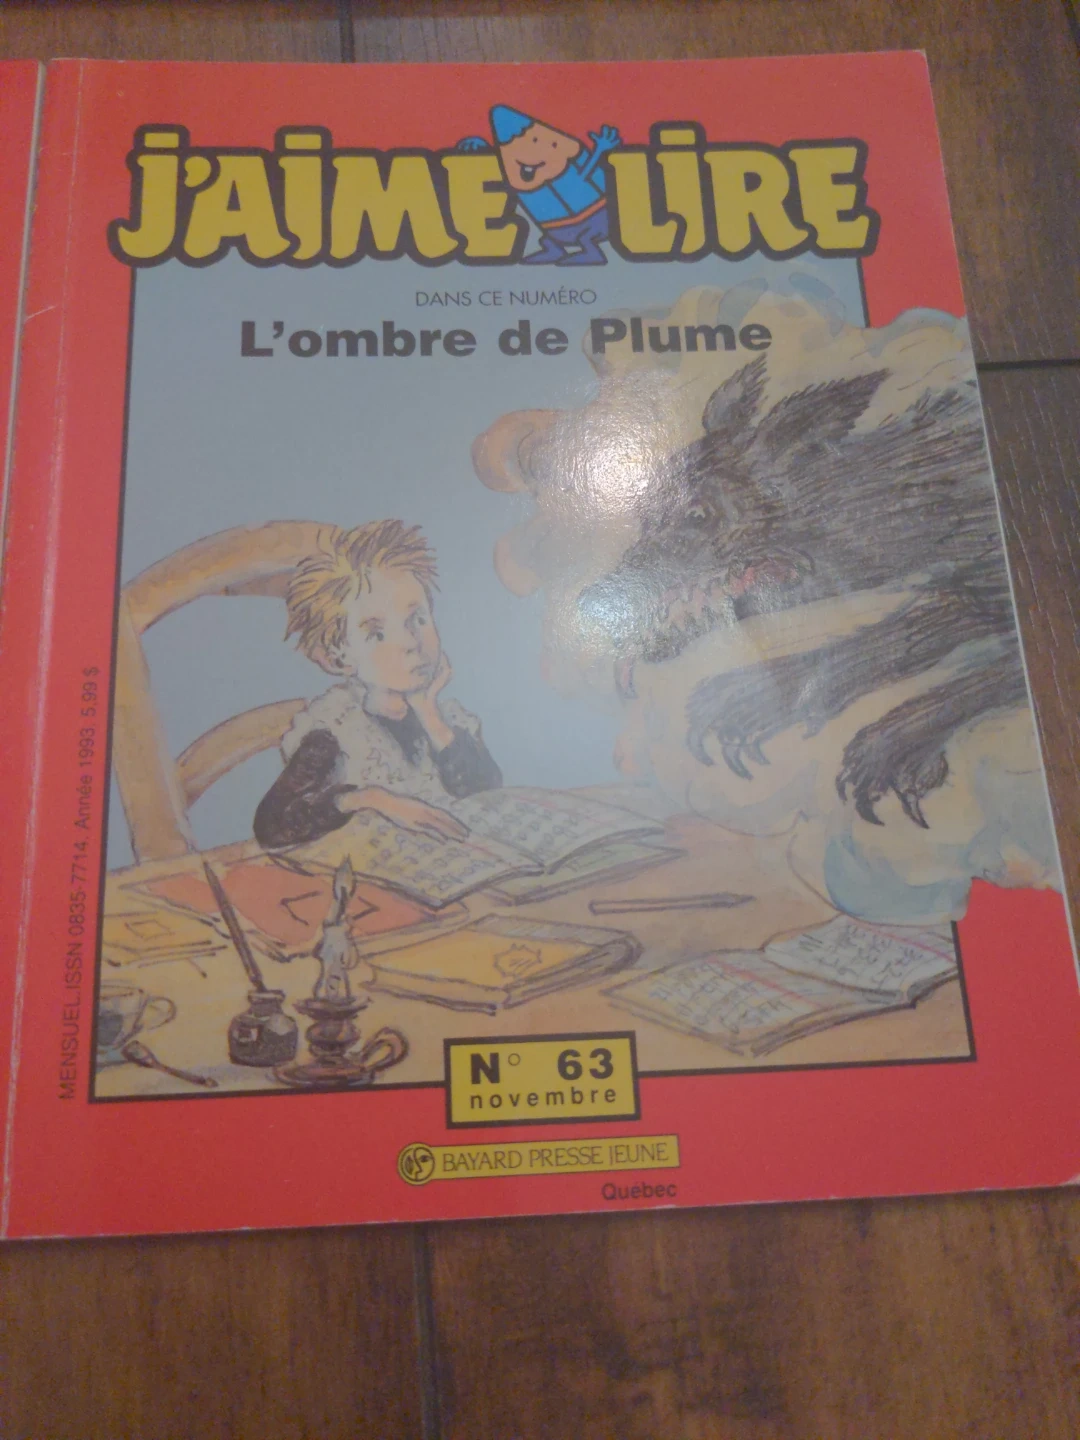 J'AIME LIRE
DANS CE NUMÉRO
L'ombre de Plume
MENSUEL. ISSN 0835-7714. Année 1993. 5,99 $
N° 63
novembre
BAYARD PRESSE JEUNE
Québec